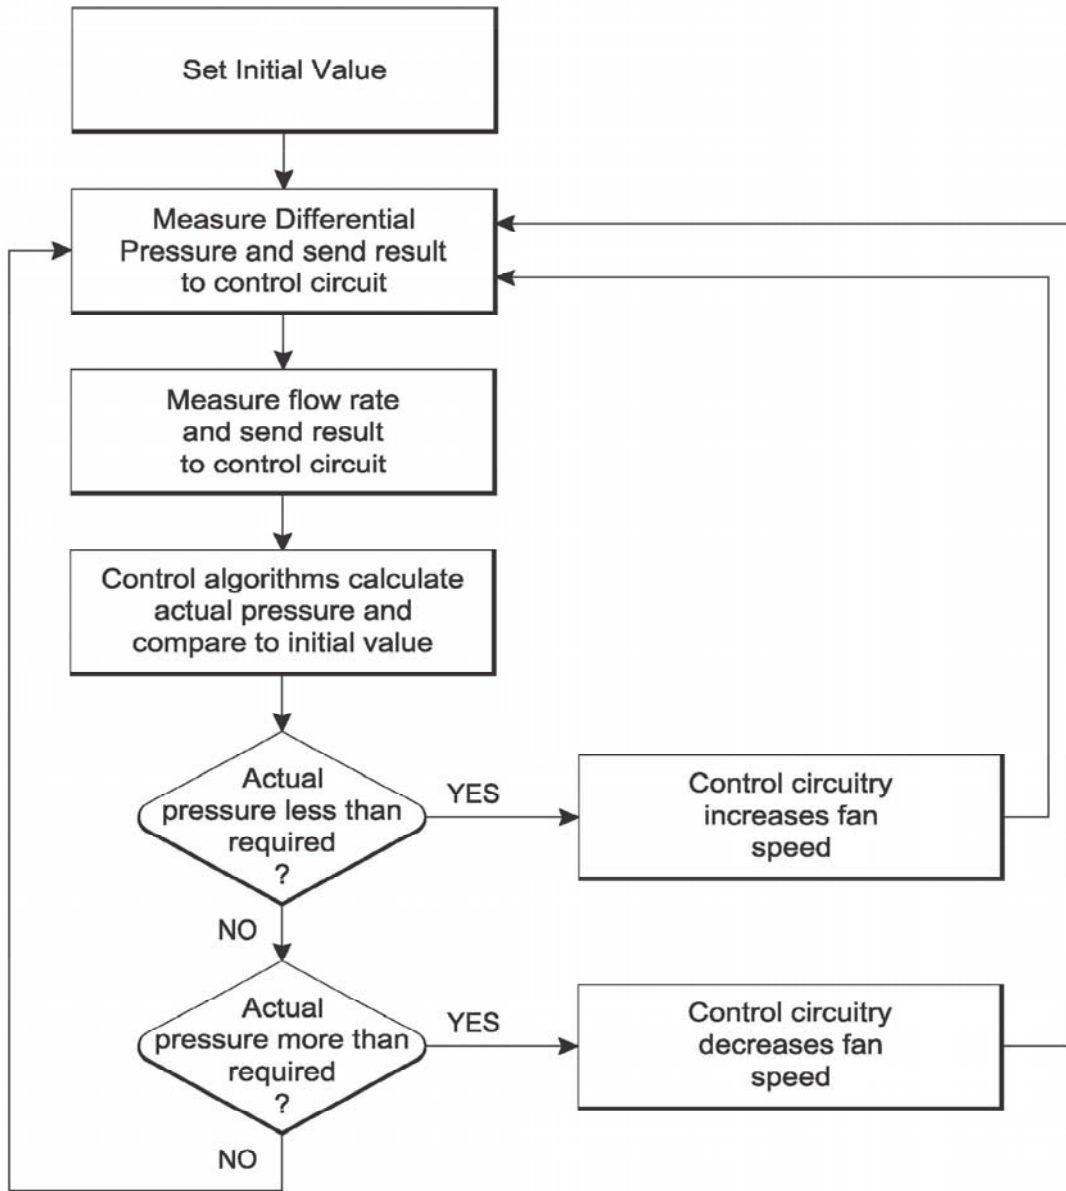 Set Initial Value
Measure Differential
Pressure and send result
to control circuit
Measure flow rate
and send result
to control circuit
Control algorithms calculate
actual pressure and
compare to initial value
Actual
pressure less than
required
?
YES
Control circuitry
increases fan
speed
NO
Actual
pressure more than
required
?
YES
Control circuitry
decreases fan
speed
NO